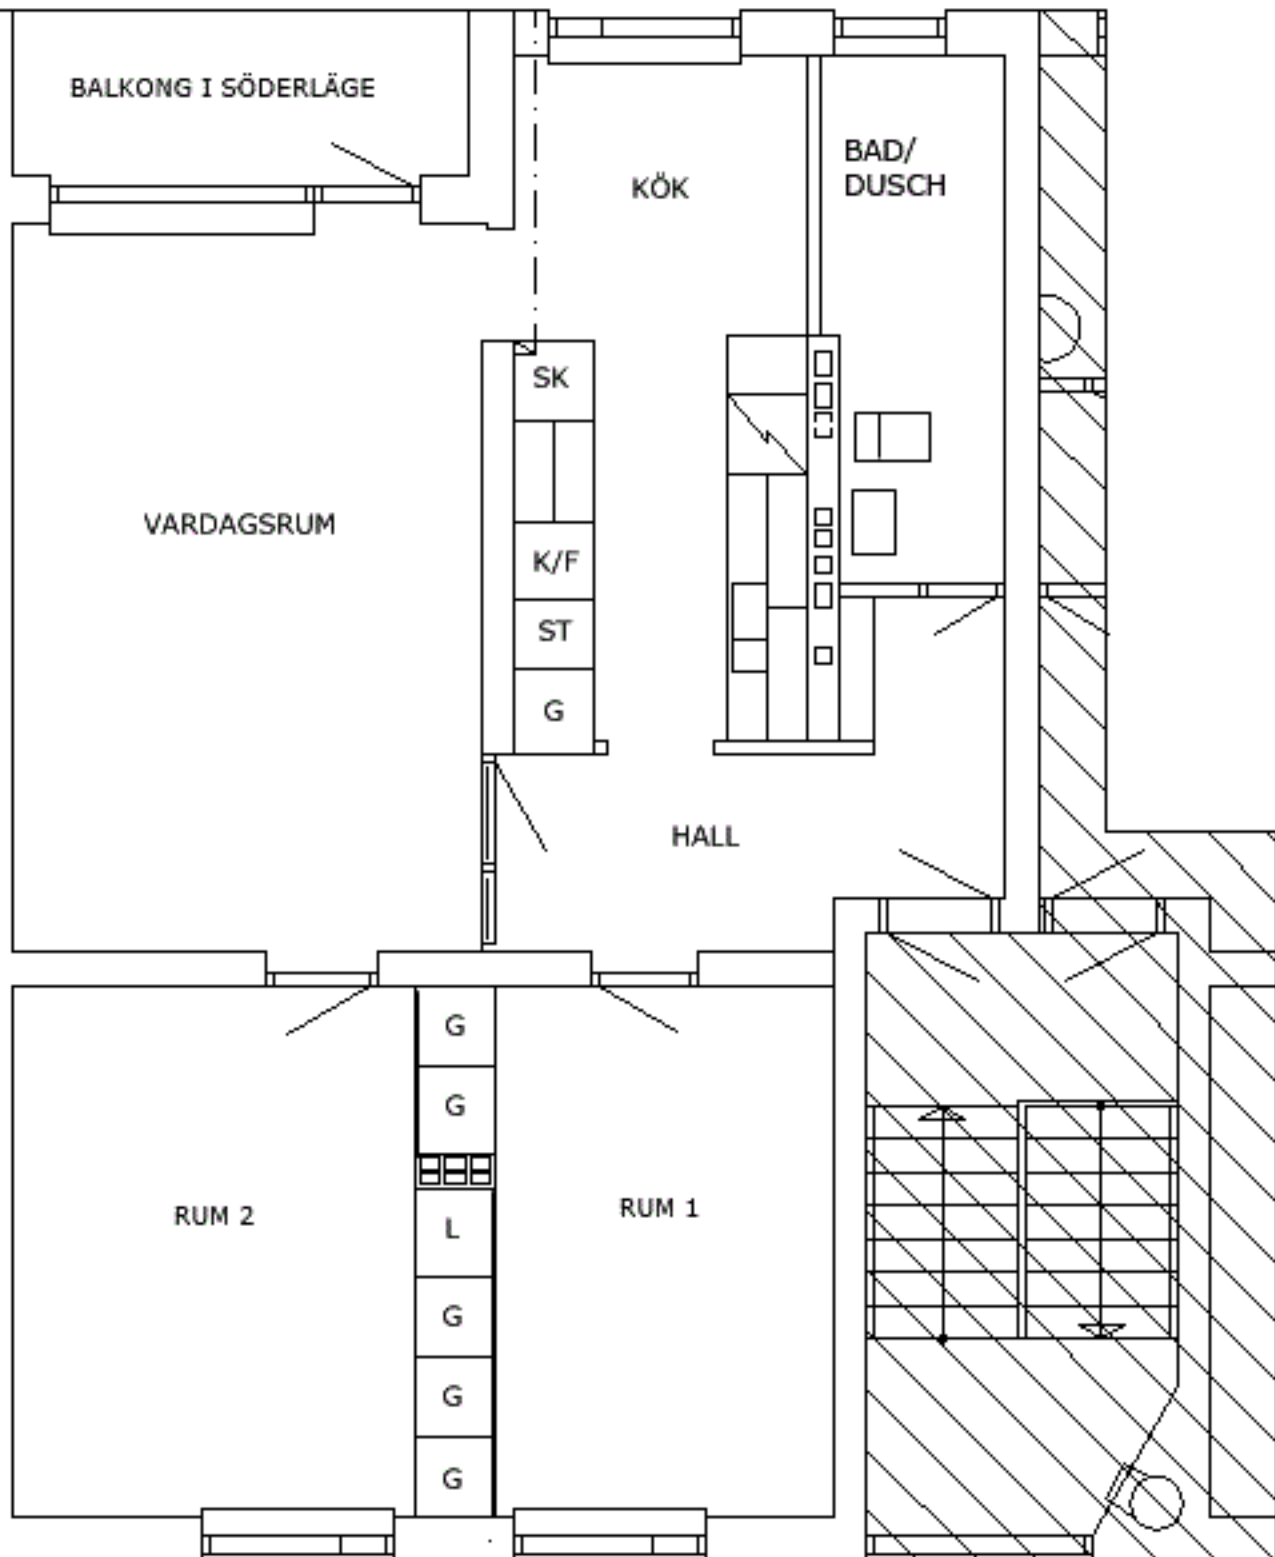 BALKONG I SÖDERLÄGE
KÖK
BAD/
DUSCH
SK
VARDAGSRUM
K/F
ST
G
HALL
G
G
RUM 2
RUM 1
L
G
G
G